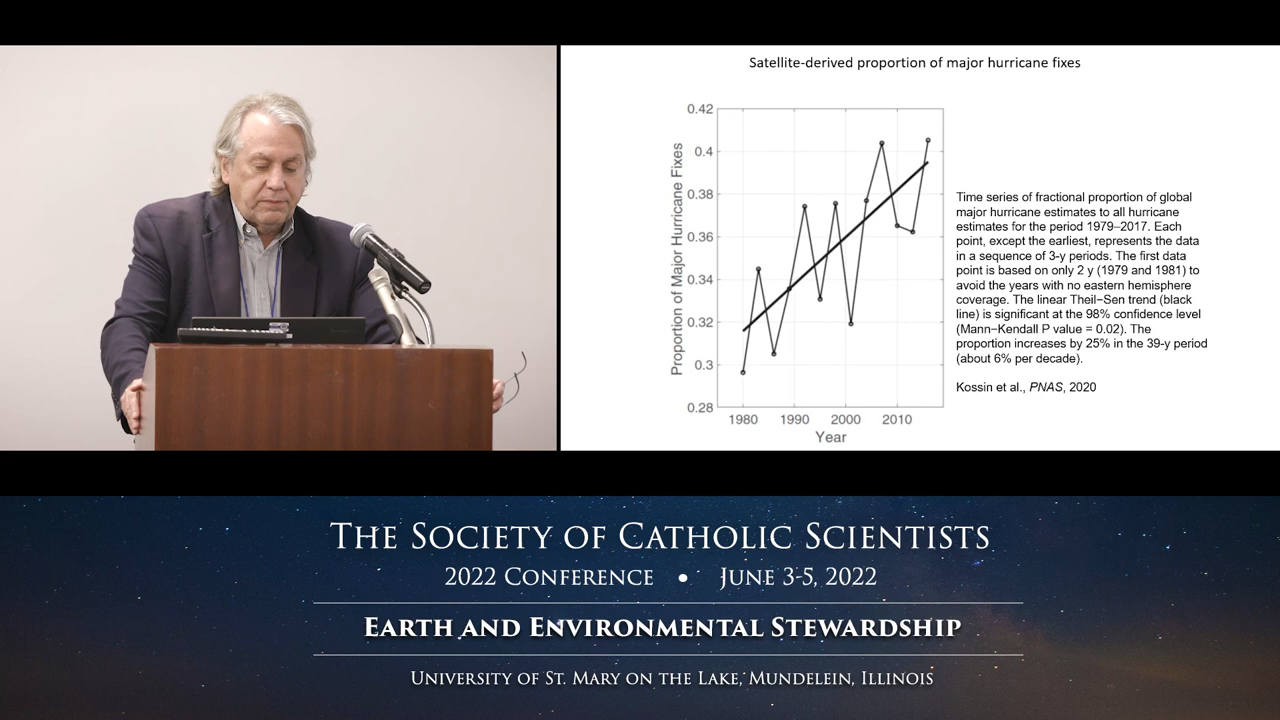 Satellite-derived proportion of major hurricane fixes
Proportion of Major Hurricane Fixes
0.42
0.4
0.38
0.36
0.34
0.32
0.3
0.28
1980 1990 2000 2010
Year
Time series of fractional proportion of global
major hurricane estimates to all hurricane
estimates for the period 1979–2017. Each
point, except the earliest, represents the data
in a sequence of 3-y periods. The first data
point is based on only 2 y (1979 and 1981) to
avoid the years with no eastern hemisphere
coverage. The linear Theil−Sen trend (black
line) is significant at the 98% confidence level
(Mann−Kendall P value = 0.02). The
proportion increases by 25% in the 39-y period
(about 6% per decade).
Kossin et al., PNAS, 2020
The Society of Catholic Scientists
2022 Conference • June 3-5, 2022
Earth and Environmental Stewardship
University of St. Mary on the Lake, Mundelein, Illinois